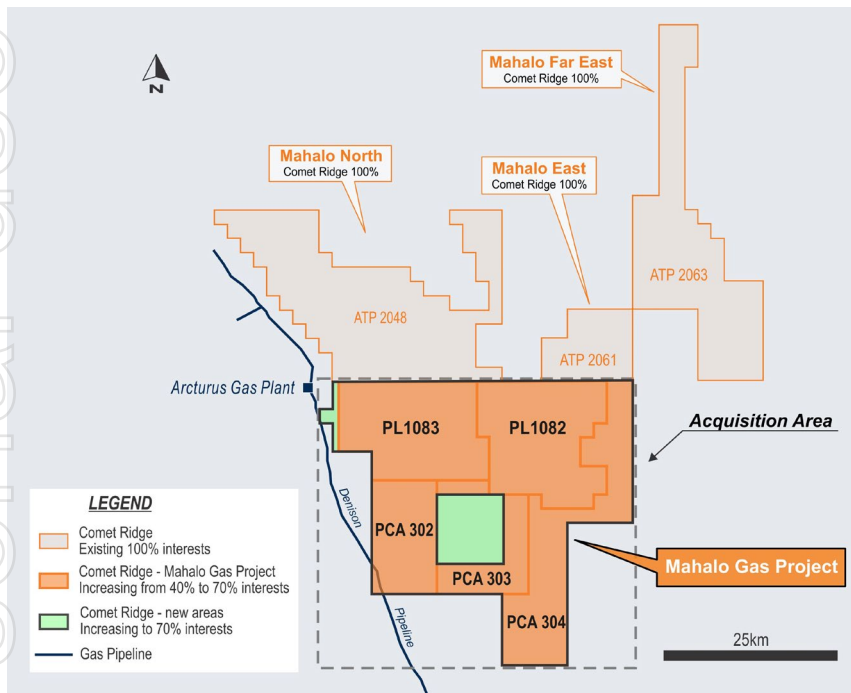 Mahalo Far East
Comet Ridge 100%
Mahalo North
Comet Ridge 100%
Mahalo East
Comet Ridge 100%
N
ATP 2063
ATP 2048
ATP 2061
Arcturus Gas Plant
Acquisition Area
PL1083
PL1082
LEGEND
Comet Ridge
Existing 100% interests
Comet Ridge - Mahalo Gas Project
Increasing from 40% to 70% interests
Comet Ridge - new areas
Increasing to 70% interests
Gas Pipeline
Denison
Pipeline
PCA 302
PCA 303
PCA 304
Mahalo Gas Project
25km